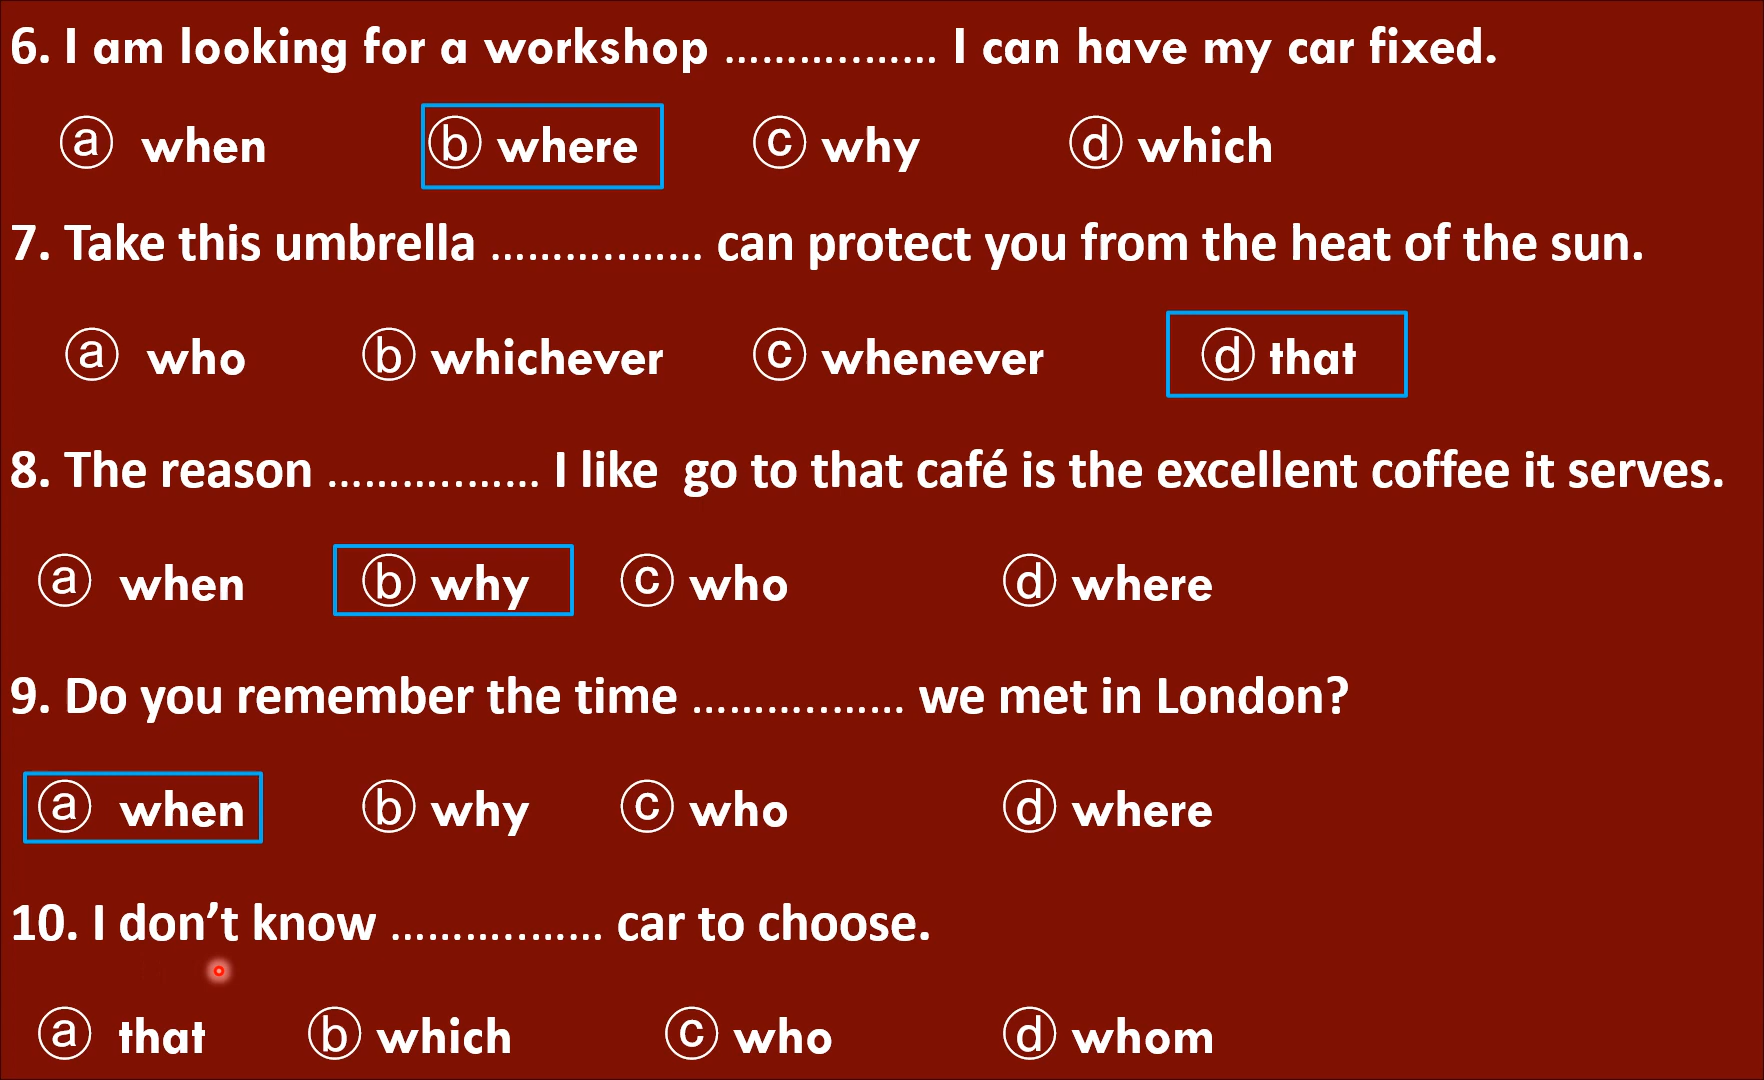 6. I am looking for a workshop ................. I can have my car fixed.
ⓐ when ⓑ where ⓒ why ⓓ which
7. Take this umbrella ................. can protect you from the heat of the sun.
ⓐ who ⓑ whichever ⓒ whenever ⓓ that
8. The reason ................. I like go to that café is the excellent coffee it serves.
ⓐ when ⓑ why ⓒ who ⓓ where
9. Do you remember the time ................. we met in London?
ⓐ when ⓑ why ⓒ who ⓓ where
10. I don’t know ................. car to choose.
ⓐ that ⓑ which ⓒ who ⓓ whom